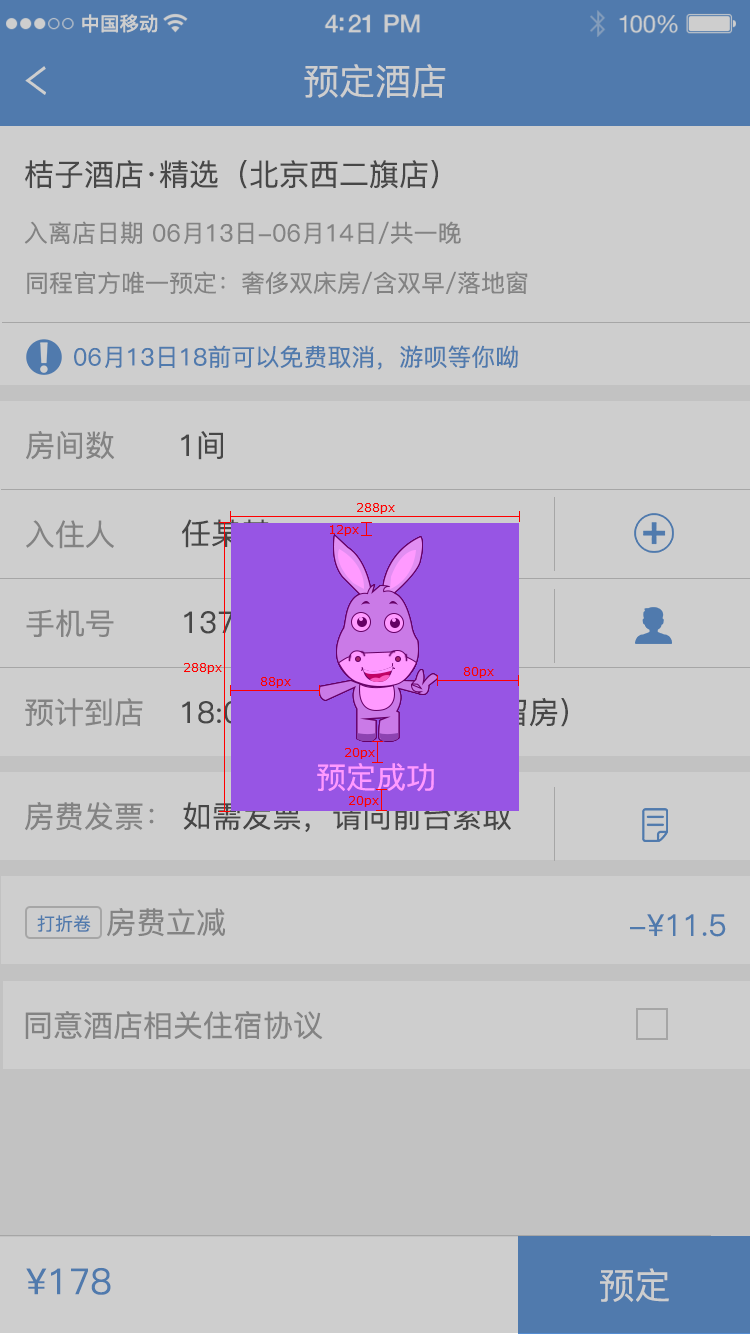 中国移动 4:21 PM 100%
预定酒店
桔子酒店·精选（北京西二旗店）
入离店日期 06月13日-06月14日/共一晚
同程官方唯一预定：奢侈双床房/含双早/落地窗
06月13日18前可以免费取消，游呗等你呦
房间数 1间
288px
12px
入住人 任某
手机号 137
288px
88px
80px
预计到店 18:0 留房）
20px
预定成功
20px
房费发票： 如需发票，请向前台索取
打折卷 房费立减 -¥11.5
同意酒店相关住宿协议
¥178 预定